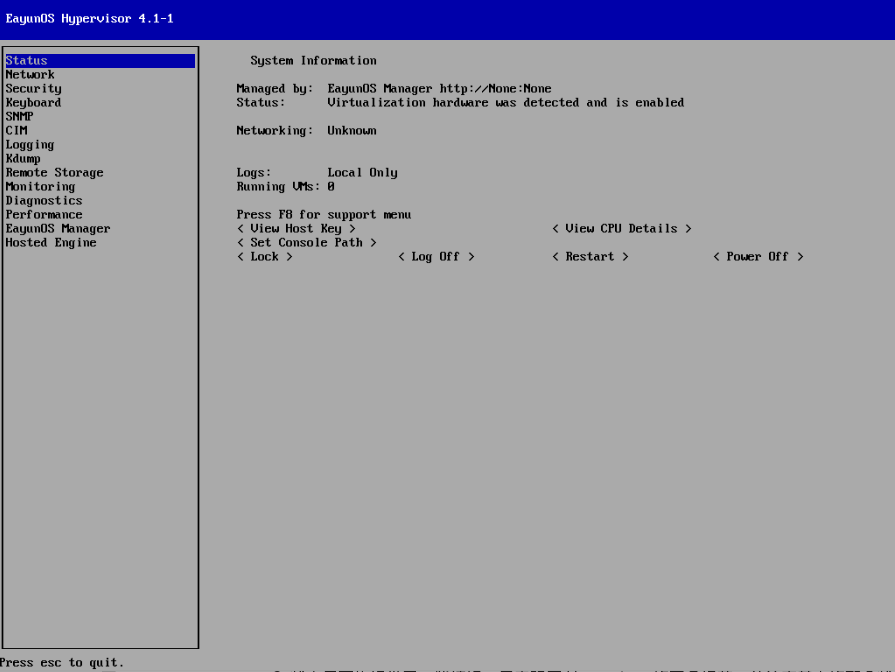 EayunOS Hypervisor 4.1-1
Status
Network
Security
Keyboard
SNMP
CIM
Logging
Kdump
Remote Storage
Monitoring
Diagnostics
Performance
EayunOS Manager
Hosted Engine
System Information
Managed by: EayunOS Manager http://None:None
Status: Virtualization hardware was detected and is enabled
Networking: Unknown
Logs: Local Only
Running VMs: 0
Press F8 for support menu
< View Host Key > < View CPU Details >
< Set Console Path >
< Lock > < Log Off > < Restart > < Power Off >
Press esc to quit.